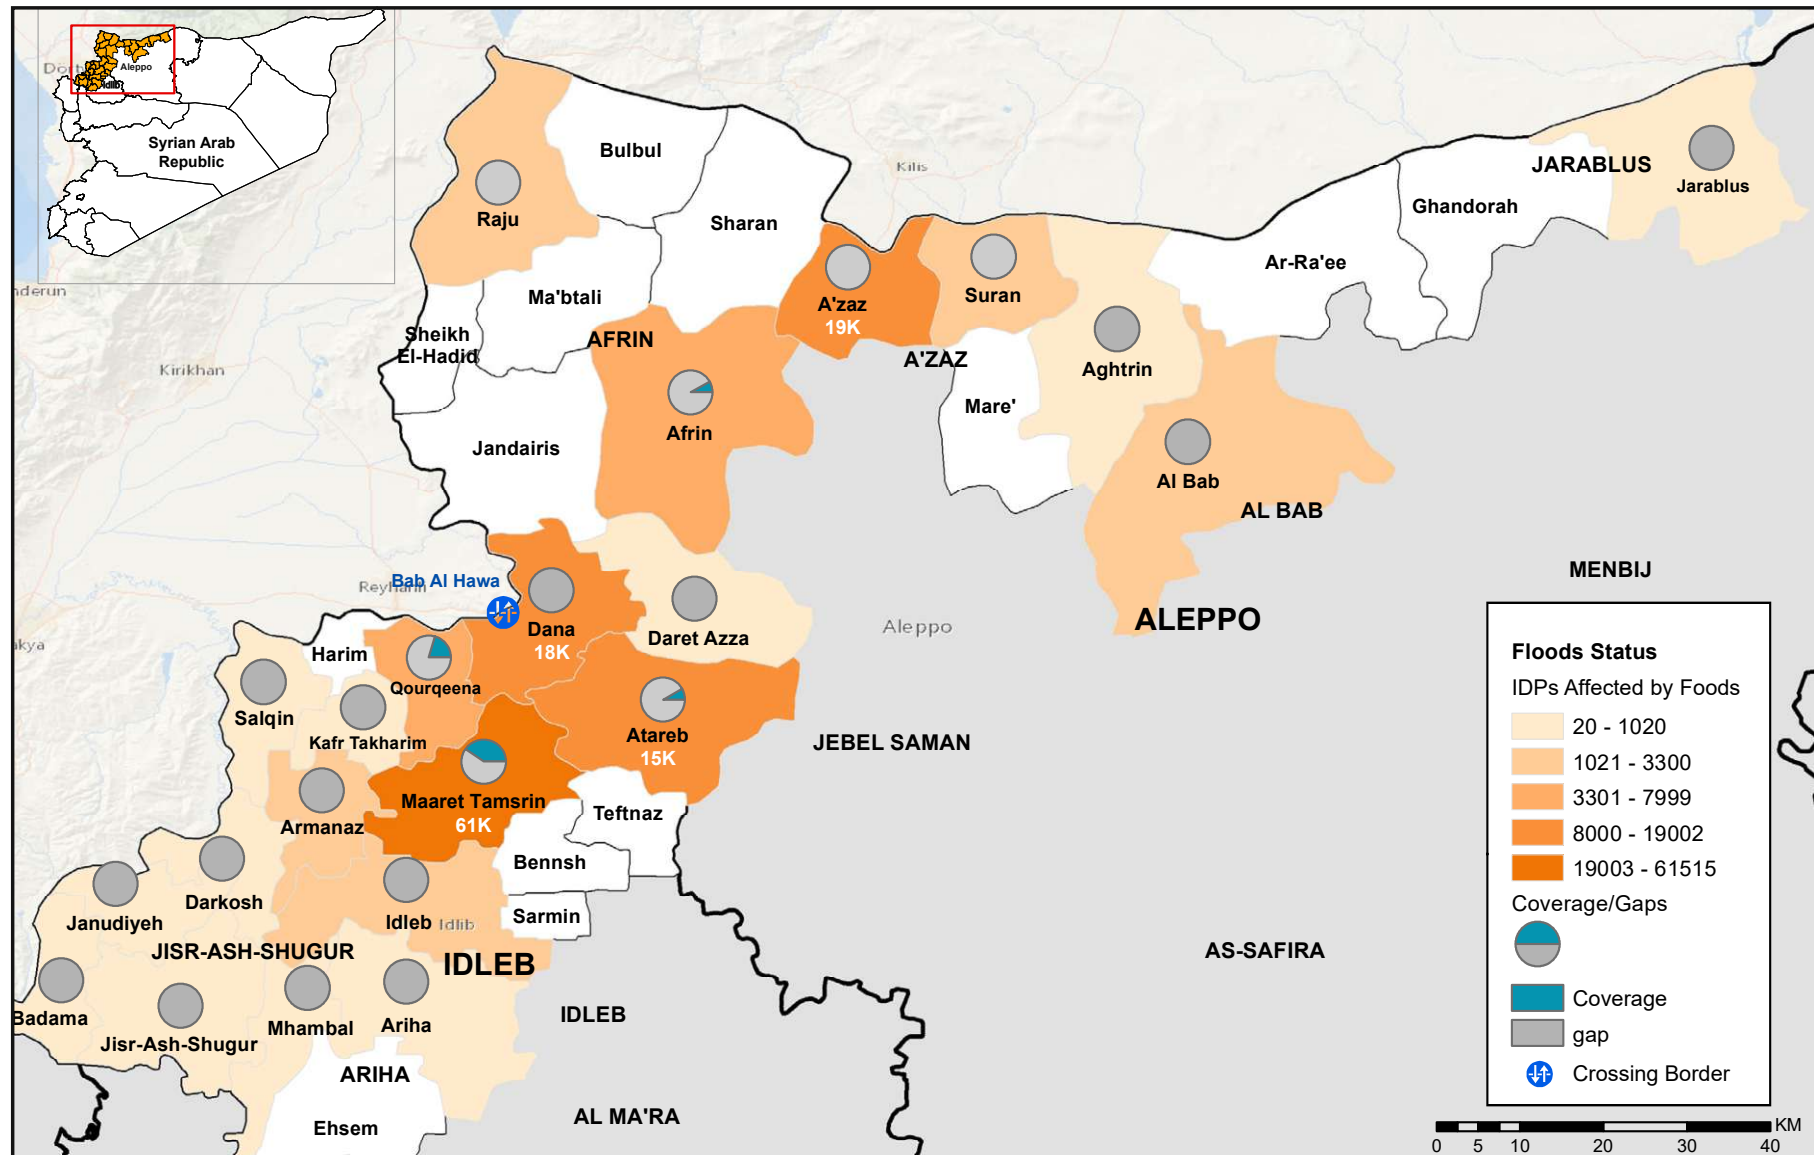 Aleppo
Idlib
Syrian Arab
Republic
Bulbul
Kilis
JARABLUS
Jarablus
Raju
Sharan
Ghandorah
Ar-Ra'ee
Ma'btali
A'zaz
19K
Suran
Sheikh
El-Hadid
AFRIN
A'ZAZ
Aghtrin
Kirikhan
Mare'
Afrin
Jandairis
Al Bab
AL BAB
MENBIJ
Bab Al Hawa
Reyhanlı
Dana
18K
Daret Azza
Aleppo
ALEPPO
Harim
Qourqeena
Salqin
Kafr Takharim
Atareb
15K
JEBEL SAMAN
Maaret Tamsrin
61K
Teftnaz
Armanaz
Bennsh
Darkosh
Janudiyeh
Idleb
Idlib
Sarmin
JISR-ASH-SHUGUR
IDLEB
AS-SAFIRA
Badama
Jisr-Ash-Shugur
Mhambal
Ariha
IDLEB
ARIHA
Ehsem
AL MA'RA
Floods Status
IDPs Affected by Foods
20 - 1020
1021 - 3300
3301 - 7999
8000 - 19002
19003 - 61515
Coverage/Gaps
Coverage
gap
Crossing Border
KM
0 5 10 20 30 40